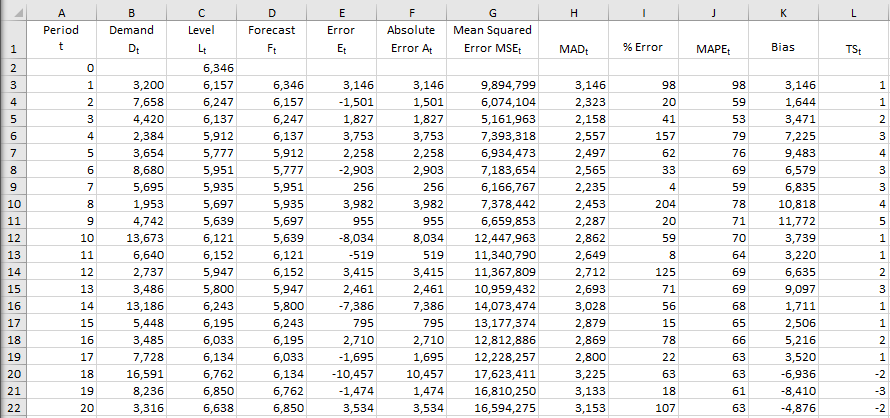 A B C D E F G H I J K L
1 Period t Demand Dt Level Lt Forecast Ft Error Et Absolute Error At Mean Squared Error MSEt MADt % Error MAPEt Bias TSt
2 0 6,346
3 1 3,200 6,157 6,346 3,146 3,146 9,894,799 3,146 98 98 3,146 1
4 2 7,658 6,247 6,157 -1,501 1,501 6,074,104 2,323 20 59 1,644 1
5 3 4,420 6,137 6,247 1,827 1,827 5,161,963 2,158 41 53 3,471 2
6 4 2,384 5,912 6,137 3,753 3,753 7,393,318 2,557 157 79 7,225 3
7 5 3,654 5,777 5,912 2,258 2,258 6,934,473 2,497 62 76 9,483 4
8 6 8,680 5,951 5,777 -2,903 2,903 7,183,654 2,565 33 69 6,579 3
9 7 5,695 5,935 5,951 256 256 6,166,767 2,235 4 59 6,835 3
10 8 1,953 5,697 5,935 3,982 3,982 7,378,442 2,453 204 78 10,818 4
11 9 4,742 5,639 5,697 955 955 6,659,853 2,287 20 71 11,772 5
12 10 13,673 6,121 5,639 -8,034 8,034 12,447,963 2,862 59 70 3,739 1
13 11 6,640 6,152 6,121 -519 519 11,340,790 2,649 8 64 3,220 1
14 12 2,737 5,947 6,152 3,415 3,415 11,367,809 2,712 125 69 6,635 2
15 13 3,486 5,800 5,947 2,461 2,461 10,959,432 2,693 71 69 9,097 3
16 14 13,186 6,243 5,800 -7,386 7,386 14,073,474 3,028 56 68 1,711 1
17 15 5,448 6,195 6,243 795 795 13,177,374 2,879 15 65 2,506 1
18 16 3,485 6,033 6,195 2,710 2,710 12,812,886 2,869 78 66 5,216 2
19 17 7,728 6,134 6,033 -1,695 1,695 12,228,257 2,800 22 63 3,520 1
20 18 16,591 6,762 6,134 -10,457 10,457 17,623,411 3,225 63 63 -6,936 -2
21 19 8,236 6,850 6,762 -1,474 1,474 16,810,250 3,133 18 61 -8,410 -3
22 20 3,316 6,638 6,850 3,534 3,534 16,594,275 3,153 107 63 -4,876 -2